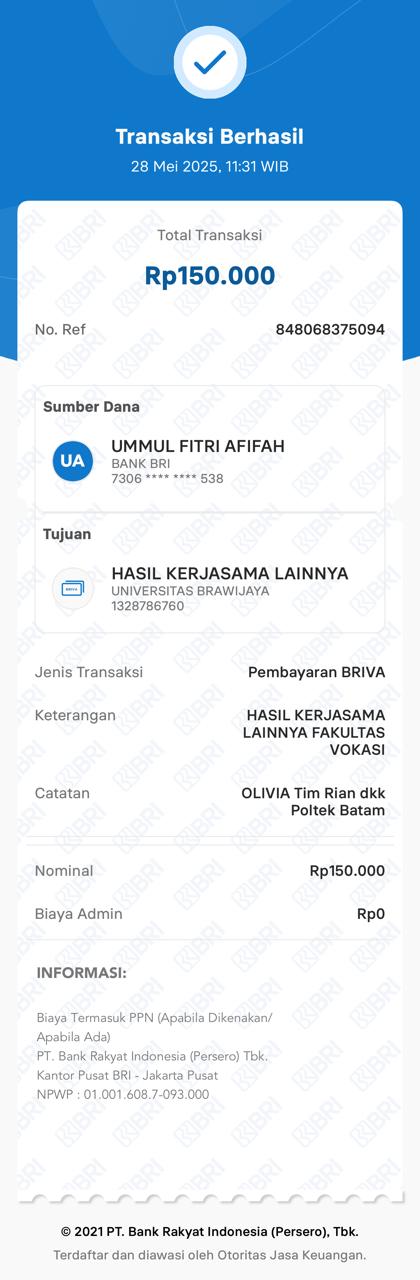 Transaksi Berhasil
28 Mei 2025, 11:31 WIB
Total Transaksi
Rp150.000
No. Ref 848068375094
Sumber Dana
UA
UMMUL FITRI AFIFAH
BANK BRI
7306 **** **** 538
Tujuan
BRIVA
HASIL KERJASAMA LAINNYA
UNIVERSITAS BRAWIJAYA
1328786760
Jenis Transaksi Pembayaran BRIVA
Keterangan HASIL KERJASAMA
LAINNYA FAKULTAS
VOKASI
Catatan OLIVIA Tim Rian dkk
Poltek Batam
Nominal Rp150.000
Biaya Admin Rp0
INFORMASI:
Biaya Termasuk PPN (Apabila Dikenakan/
Apabila Ada)
PT. Bank Rakyat Indonesia (Persero) Tbk.
Kantor Pusat BRI - Jakarta Pusat
NPWP : 01.001.608.7-093.000
© 2021 PT. Bank Rakyat Indonesia (Persero), Tbk.
Terdaftar dan diawasi oleh Otoritas Jasa Keuangan.